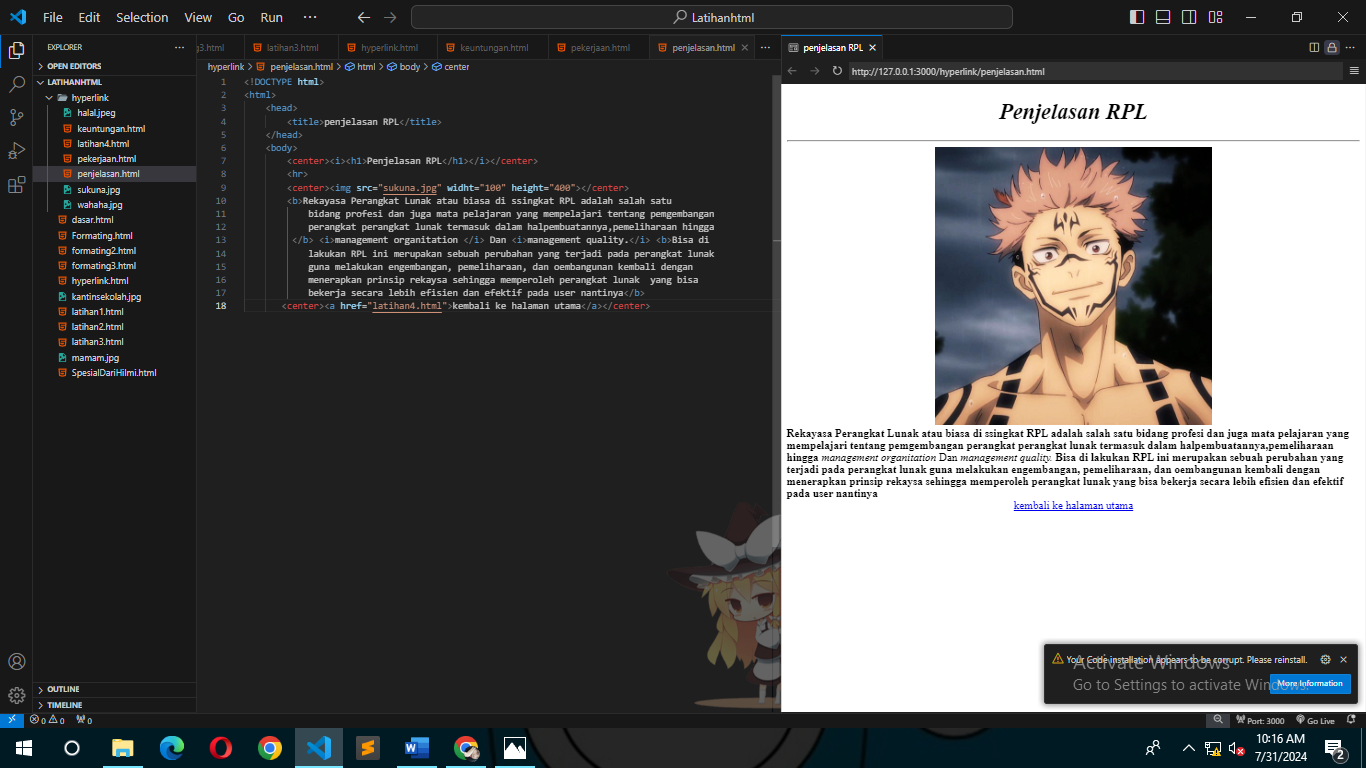 File Edit Selection View Go Run ···
Latihanhtml
EXPLORER
OPEN EDITORS
LATIHANHTML
hyperlink
halal.jpeg
keuntungan.html
latihan4.html
pekerjaan.html
penjelasan.html
sukuna.jpg
wahaha.jpg
dasar.html
Formating.html
formating2.html
formating3.html
hyperlink.html
kantinsekolah.jpg
latihan1.html
latihan2.html
latihan3.html
mamam.jpg
SpesialDariHilmi.html
OUTLINE
TIMELINE
g3.html latihan3.html hyperlink.html keuntungan.html pekerjaan.html penjelasan.html
hyperlink > penjelasan.html > html > body > center
1 <!DOCTYPE html>
2 <html>
3 <head>
4 <title>penjelasan RPL</title>
5 </head>
6 <body>
7 <center><i><h1>Penjelasan RPL</h1></i></center>
8 <hr>
9 <center><img src="sukuna.jpg" widht="100" height="400"></center>
10 <b>Rekayasa Perangkat Lunak atau biasa di ssingkat RPL adalah salah satu
11 bidang profesi dan juga mata pelajaran yang mempelajari tentang pemgembangan
12 perangkat perangkat lunak termasuk dalam halpembuatannya,pemeliharaan hingga
13 </b> <i>management organitation </i> Dan <i>management quality.</i> <b>Bisa di
14 lakukan RPL ini merupakan sebuah perubahan yang terjadi pada perangkat lunak
15 guna melakukan engembangan, pemeliharaan, dan oembangunan kembali dengan
16 menerapkan prinsip rekaysa sehingga memperoleh perangkat lunak  yang bisa
17 bekerja secara lebih efisien dan efektif pada user nantinya</b>
18 <center><a href="latihan4.html">kembali ke halaman utama</a></center>
penjelasan RPL
http://127.0.0.1:3000/hyperlink/penjelasan.html
Penjelasan RPL
Rekayasa Perangkat Lunak atau biasa di ssingkat RPL adalah salah satu bidang profesi dan juga mata pelajaran yang
mempelajari tentang pemgembangan perangkat perangkat lunak termasuk dalam halpembuatannya,pemeliharaan
hingga management organitation Dan management quality. Bisa di lakukan RPL ini merupakan sebuah perubahan yang
terjadi pada perangkat lunak guna melakukan engembangan, pemeliharaan, dan oembangunan kembali dengan
menerapkan prinsip rekaysa sehingga memperoleh perangkat lunak yang bisa bekerja secara lebih efisien dan efektif
pada user nantinya
kembali ke halaman utama
Your Code installation appears to be corrupt. Please reinstall.
More Information
Activate Windows
Go to Settings to activate Windows.
0 0 0
Port: 3000 Go Live
10:16 AM
7/31/2024
2